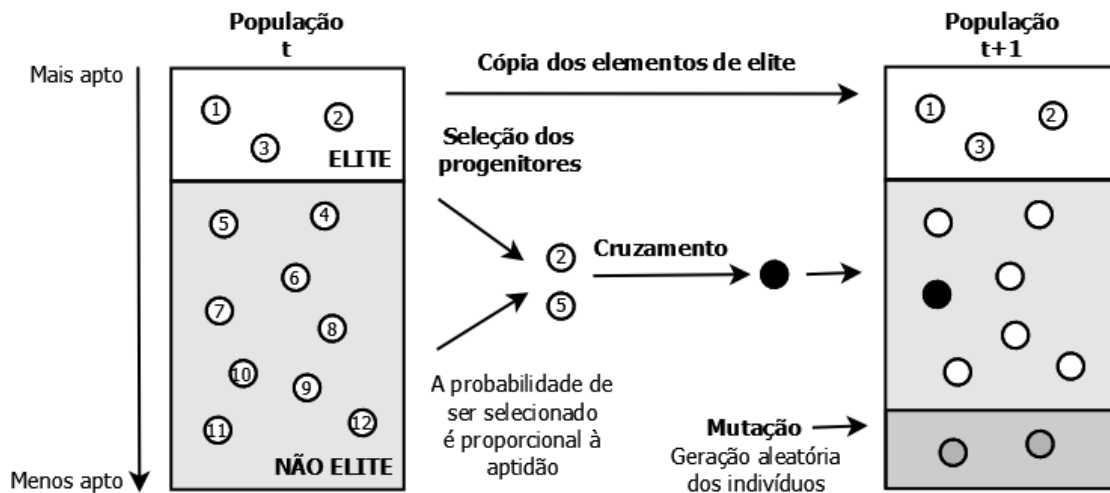 População
t
População
t+1
Mais apto
Cópia dos elementos de elite
1
2
3
ELITE
1
2
3
Seleção dos
progenitores
5
4
6
7
8
10
9
11
12
NÃO ELITE
2
5
Cruzamento
A probabilidade de
ser selecionado
é proporcional à
aptidão
Mutação
Geração aleatória
dos indivíduos
Menos apto